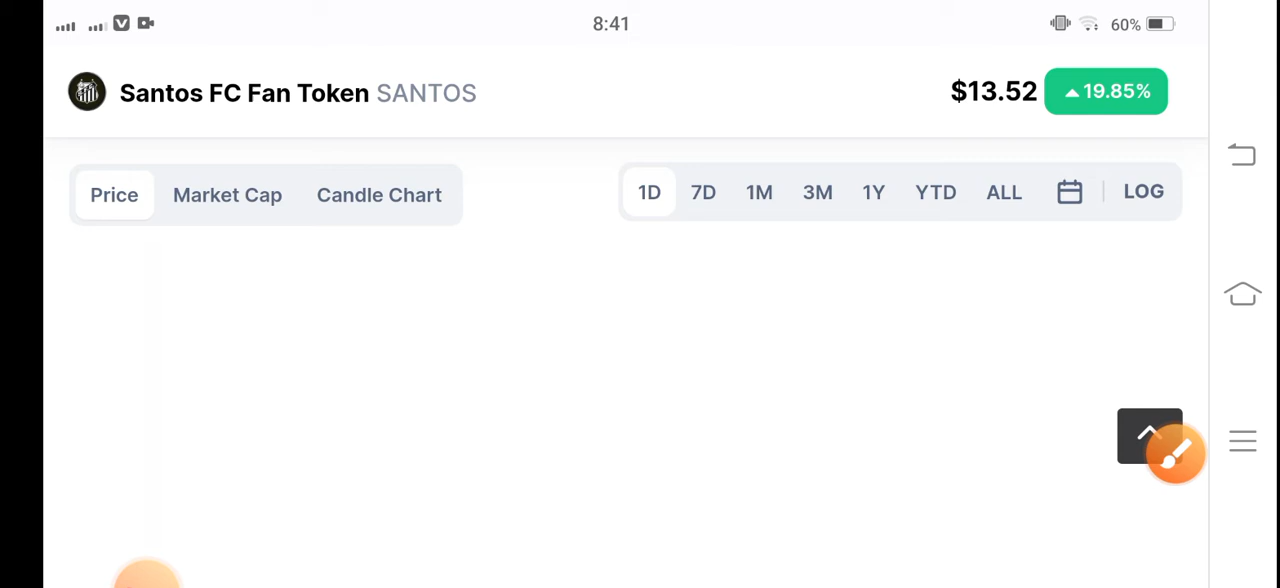 8:41
60%
Santos FC Fan Token SANTOS
$13.52
19.85%
Price Market Cap Candle Chart
1D 7D 1M 3M 1Y YTD ALL LOG